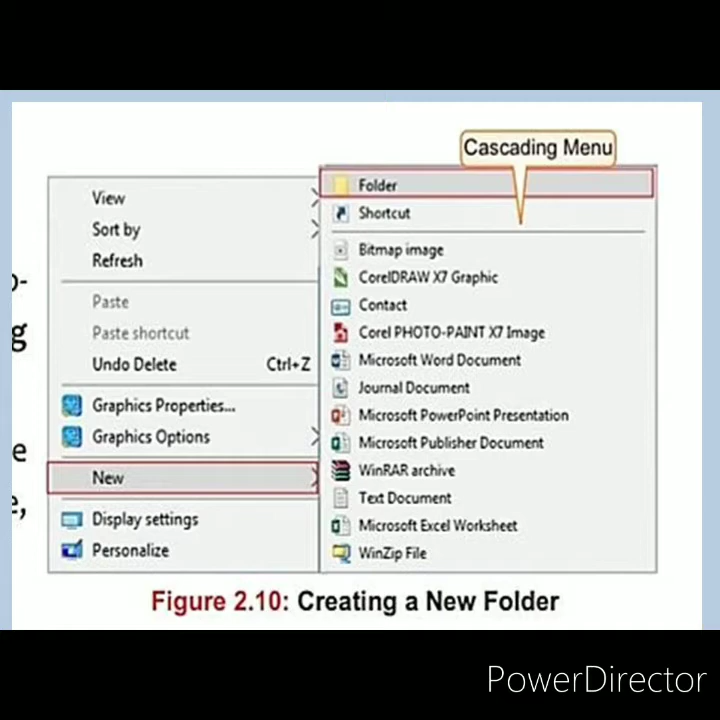 Cascading Menu
View
Sort by
Refresh
Paste
Paste shortcut
Undo Delete Ctrl+Z
Graphics Properties...
Graphics Options
New
Display settings
Personalize
Folder
Shortcut
Bitmap image
CorelDRAW X7 Graphic
Contact
Corel PHOTO-PAINT X7 Image
Microsoft Word Document
Journal Document
Microsoft PowerPoint Presentation
Microsoft Publisher Document
WinRAR archive
Text Document
Microsoft Excel Worksheet
WinZip File
Figure 2.10: Creating a New Folder
PowerDirector